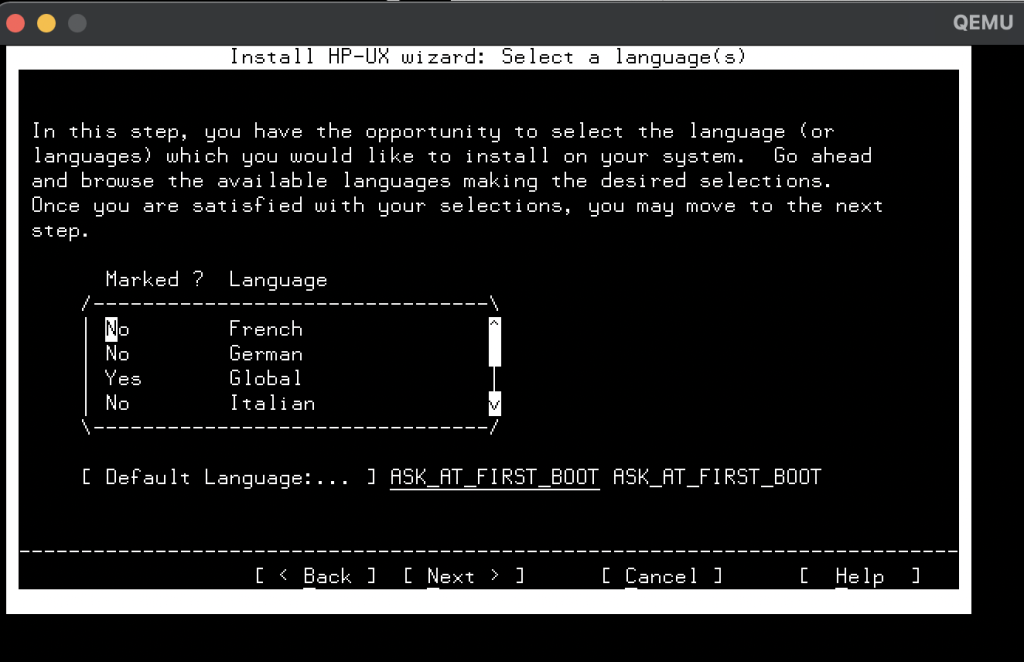 QEMU
Install HP-UX wizard: Select a language(s)
In this step, you have the opportunity to select the language (or
languages) which you would like to install on your system.  Go ahead
and browse the available languages making the desired selections.
Once you are satisfied with your selections, you may move to the next
step.
Marked ?  Language
/--------------------------------\
| No        French               ^
| No        German
| Yes       Global               |
| No        Italian              v
\--------------------------------/
[ Default Language:... ] ASK_AT_FIRST_BOOT ASK_AT_FIRST_BOOT
[ < Back ]  [ Next > ]      [ Cancel ]      [  Help  ]